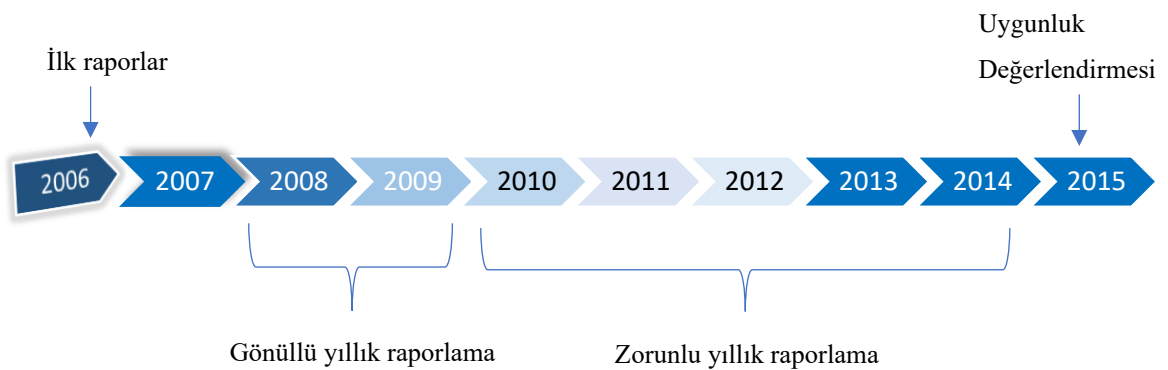 Uygunluk
Değerlendirmesi
İlk raporlar
2006
2007
2008
2009
2010
2011
2012
2013
2014
2015
Gönüllü yıllık raporlama
Zorunlu yıllık raporlama